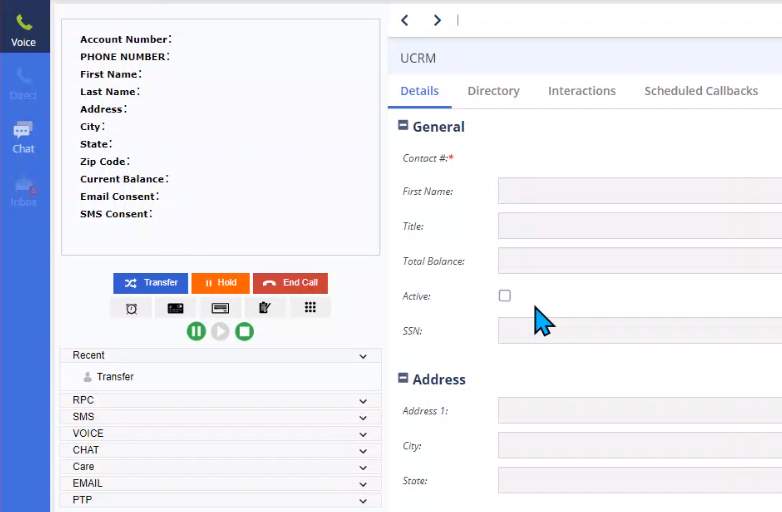 Voice
Direct
Chat
Inbox
Account Number:
PHONE NUMBER:
First Name:
Last Name:
Address:
City:
State:
Zip Code:
Current Balance:
Email Consent:
SMS Consent:
Transfer
Hold
End Call
Recent
Transfer
RPC
SMS
VOICE
CHAT
Care
EMAIL
PTP
UCRM
Details
Directory
Interactions
Scheduled Callbacks
General
Contact #:*
First Name:
Title:
Total Balance:
Active:
SSN:
Address
Address 1:
City:
State: